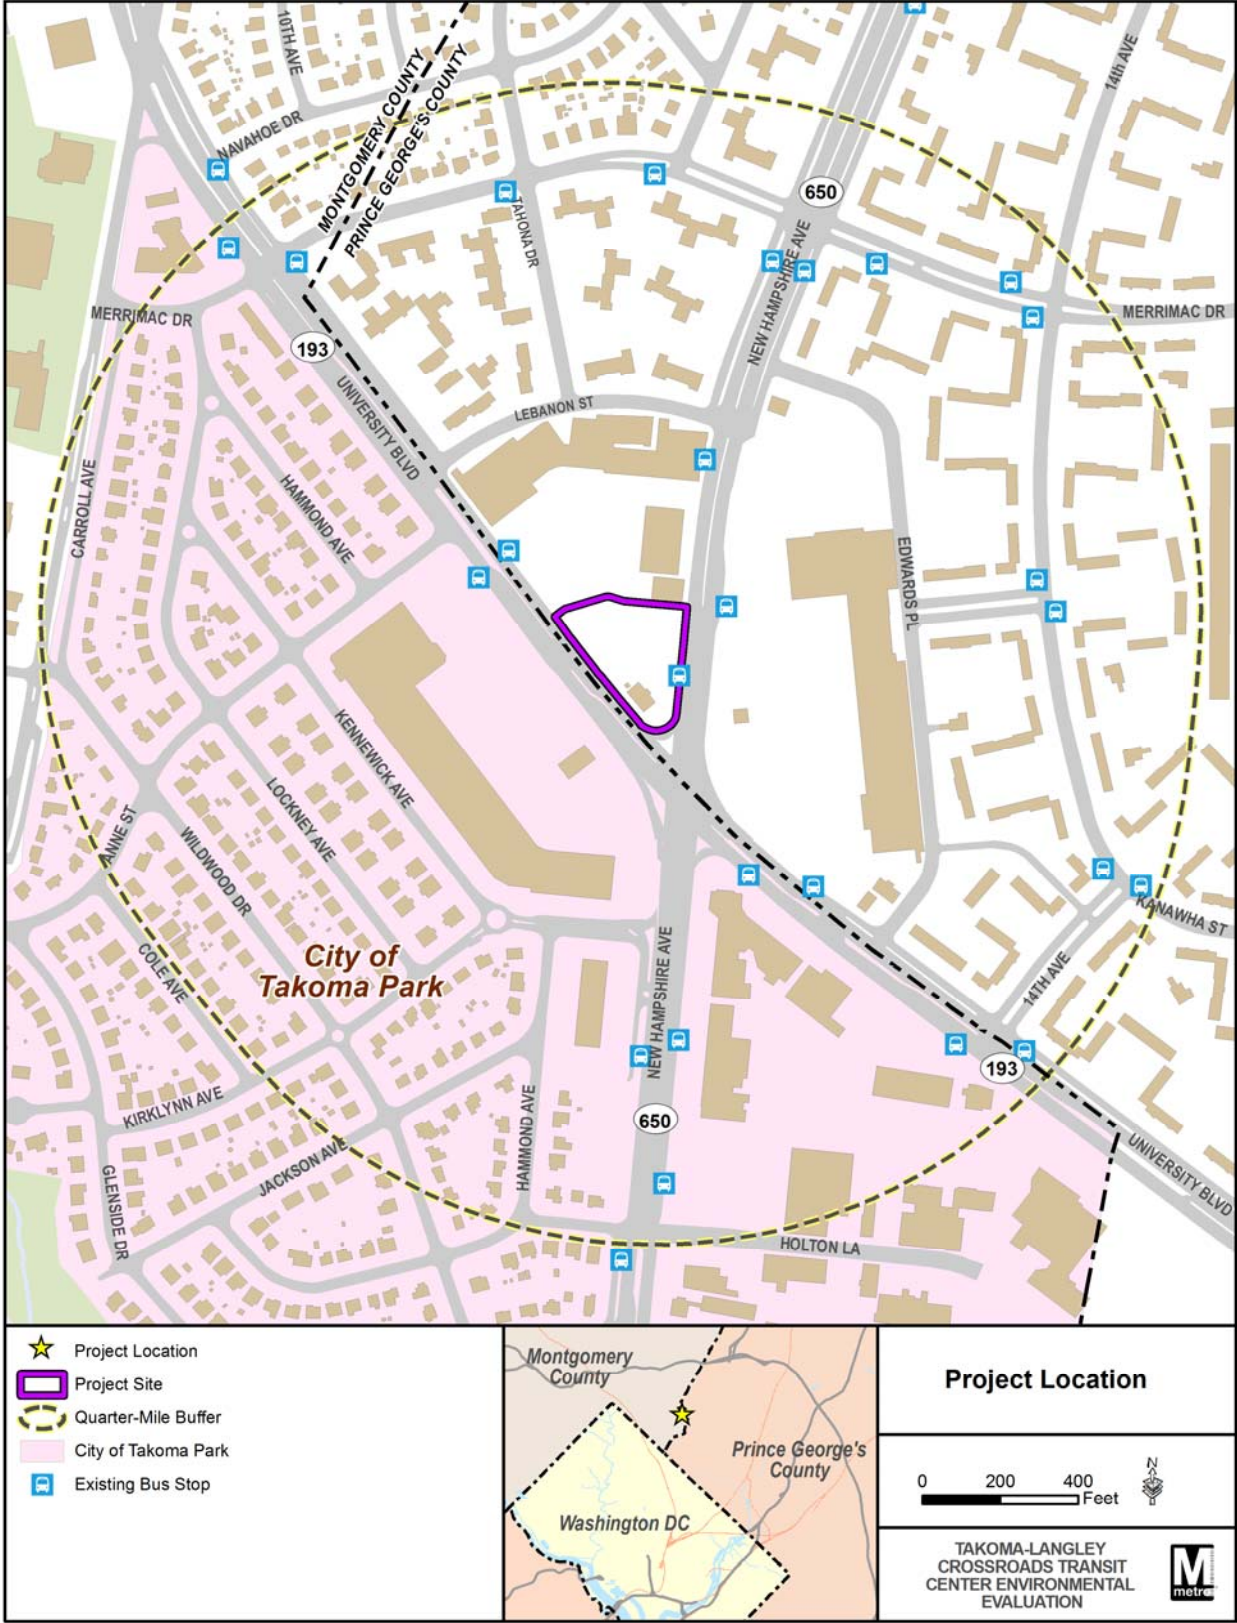 10TH AVE
14th AVE
MONTGOMERY COUNTY
PRINCE GEORGE'S COUNTY
NAVAHOE DR
650
TAHONA DR
NEW HAMPSHIRE AVE
MERRIMAC DR
MERRIMAC DR
193
UNIVERSITY BLVD
LEBANON ST
CARROLL AVE
HAMMOND AVE
EDWARDS PL
KENNEWICK AVE
LOCKNEY AVE
ANNE ST
WILDWOOD DR
KANAWHA ST
City of
Takoma Park
COLE AVE
NEW HAMPSHIRE AVE
14TH AVE
193
KIRKLYNN AVE
HAMMOND AVE
650
JACKSON AVE
GLENSIDE DR
UNIVERSITY BLVD
HOLTON LA
Project Location
Project Site
Quarter-Mile Buffer
City of Takoma Park
Existing Bus Stop
Montgomery
County
Prince George's
County
Washington DC
Project Location
0 200 400
Feet
N
TAKOMA-LANGLEY
CROSSROADS TRANSIT
CENTER ENVIRONMENTAL
EVALUATION
M
metro